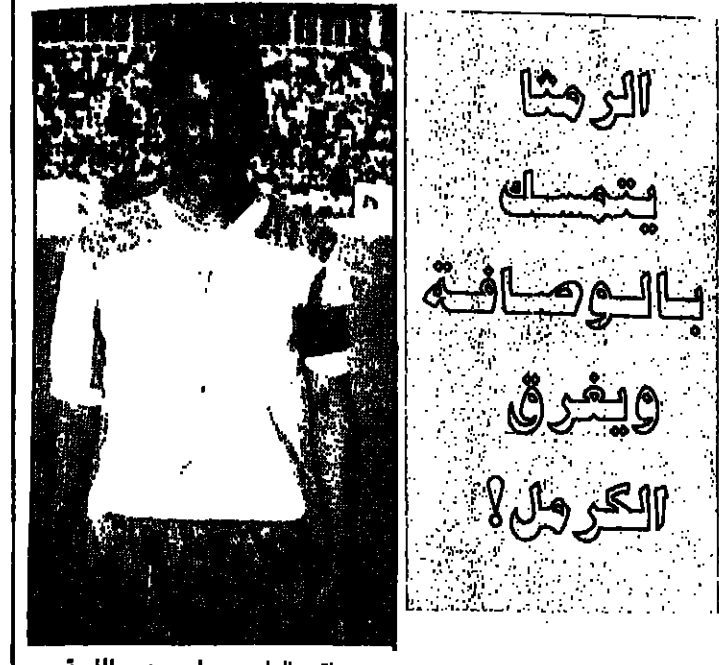 الرمثا
يتمسك
بالوصافة
ويغرق
الكرمل!